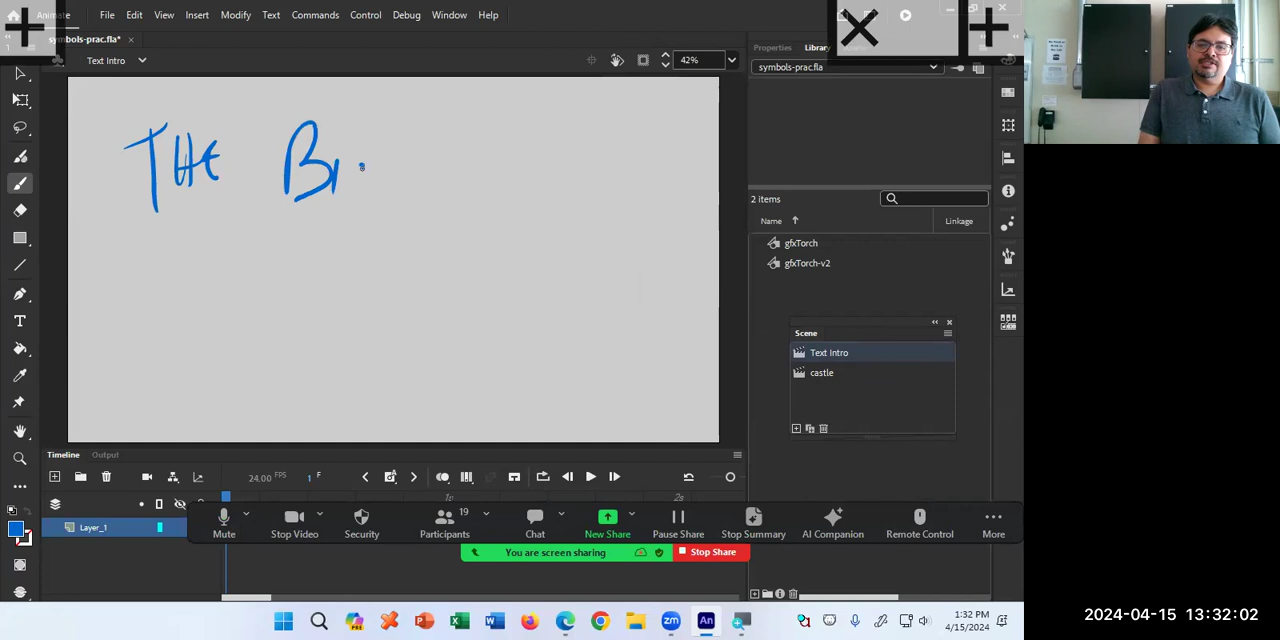 Animate
File Edit View Insert Modify Text Commands Control Debug Window Help
symbols-prac.fla*
Text Intro
42%
Properties Library
symbols-prac.fla
THE B
2 items
Name Linkage
gfxTorch
gfxTorch-v2
Scene
Text Intro
castle
Timeline Output
24.00 FPS 1 F
1s 2s
Layer_1
Mute Stop Video Security Participants 19 Chat New Share Pause Share Stop Summary AI Companion Remote Control More
You are screen sharing Stop Share
1:32 PM
4/15/2024
2024-04-15 13:32:02